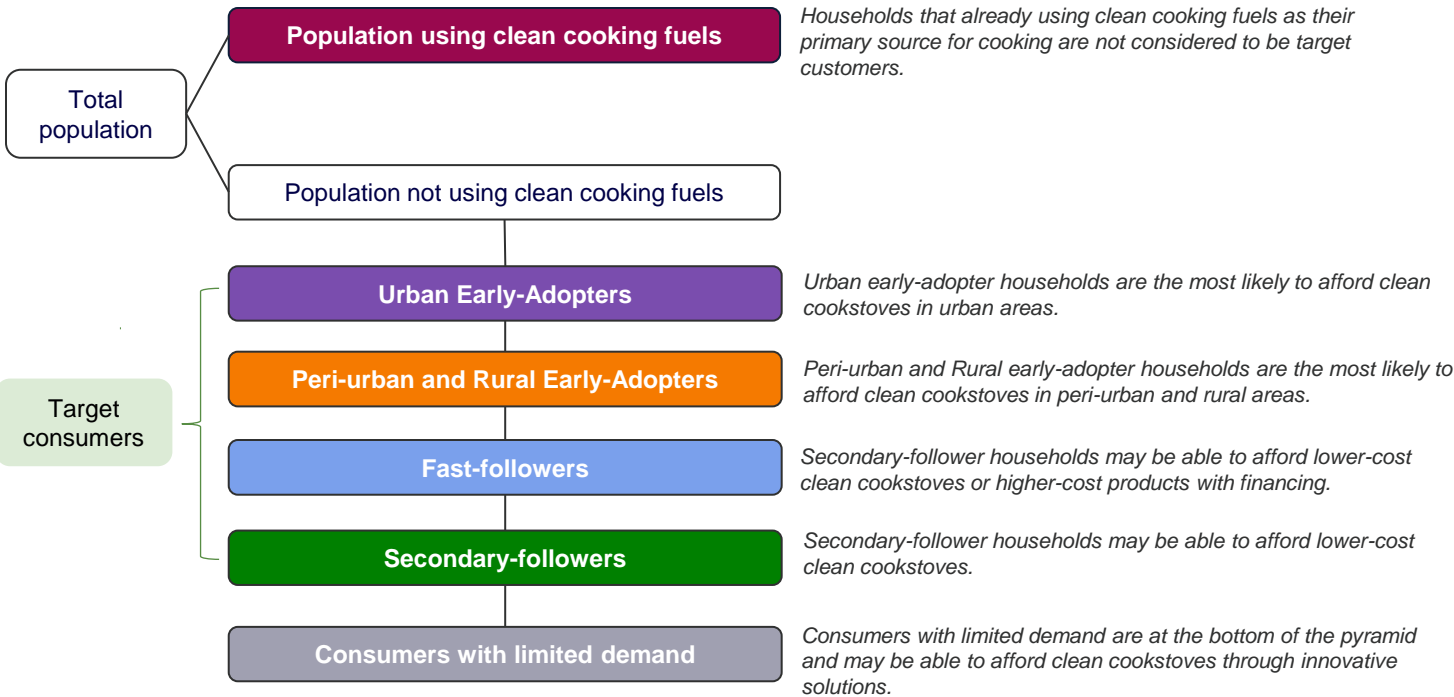 Population using clean cooking fuels
Households that already using clean cooking fuels as their
primary source for cooking are not considered to be target
customers.
Total
population
Population not using clean cooking fuels
Urban Early-Adopters
Urban early-adopter households are the most likely to afford clean
cookstoves in urban areas.
Peri-urban and Rural Early-Adopters
Peri-urban and Rural early-adopter households are the most likely to
afford clean cookstoves in peri-urban and rural areas.
Target
consumers
Fast-followers
Secondary-follower households may be able to afford lower-cost
clean cookstoves or higher-cost products with financing.
Secondary-followers
Secondary-follower households may be able to afford lower-cost
clean cookstoves.
Consumers with limited demand
Consumers with limited demand are at the bottom of the pyramid
and may be able to afford clean cookstoves through innovative
solutions.